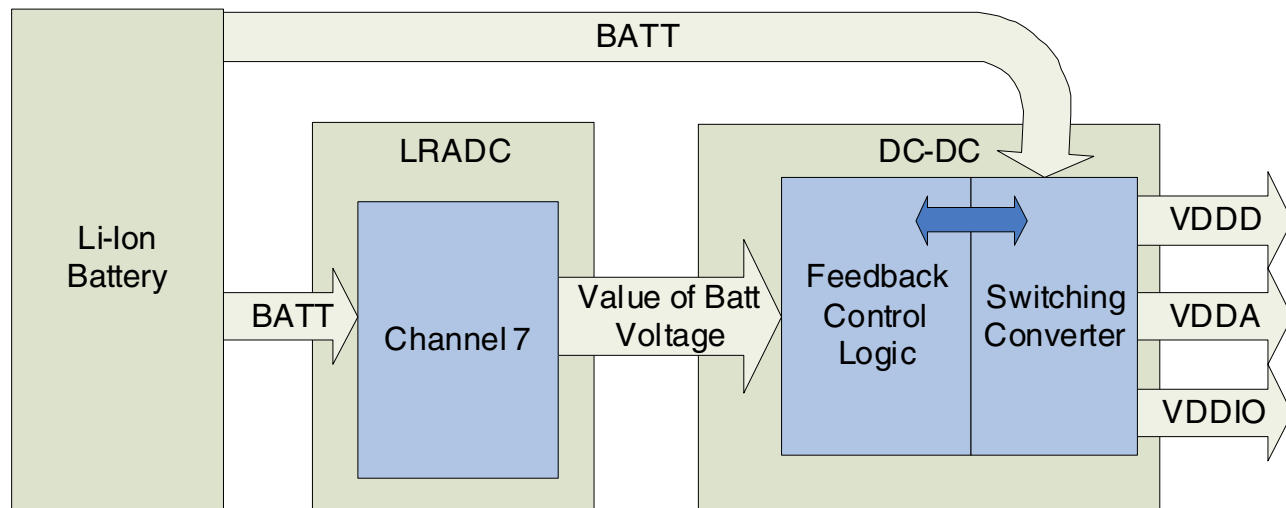 BATT
LRADC
DC-DC
Li-Ion
Battery
BATT
Channel 7
Value of Batt
Voltage
Feedback
Control
Logic
Switching
Converter
VDDD
VDDA
VDDIO